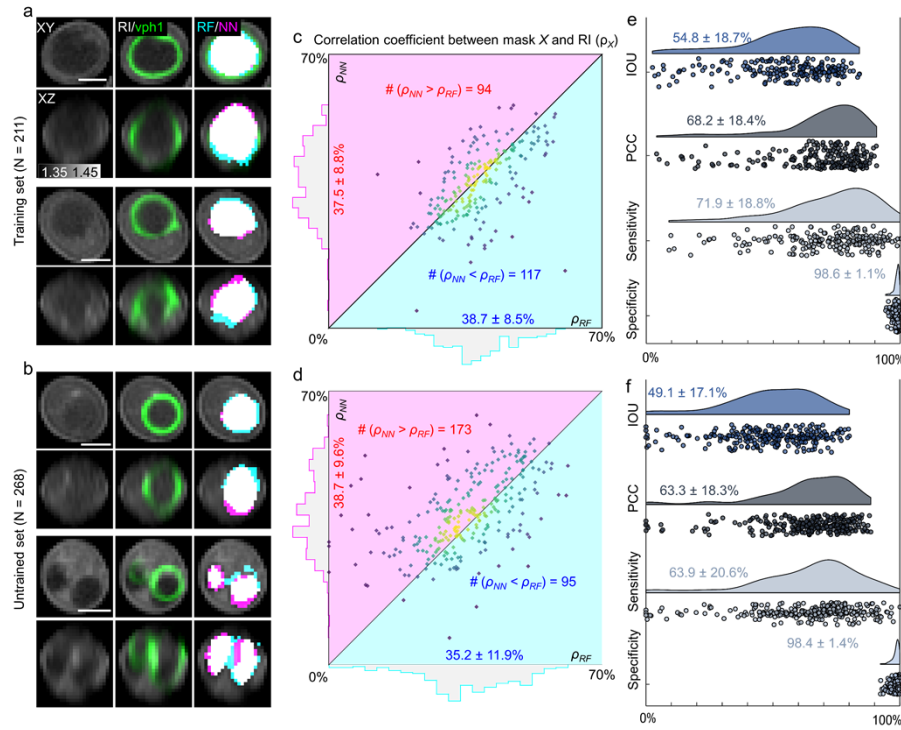 a
XY
RI/vph1
RF/NN
XZ
1.35 1.45
Training set (N = 211)
b
Untrained set (N = 268)
c
Correlation coefficient between mask X and RI (ρX)
70%
ρNN
# (ρNN > ρRF) = 94
37.5 ± 8.8%
# (ρNN < ρRF) = 117
38.7 ± 8.5%
ρRF
0%
70%
d
70%
ρNN
# (ρNN > ρRF) = 173
38.7 ± 9.6%
# (ρNN < ρRF) = 95
35.2 ± 11.9%
ρRF
0%
70%
e
54.8 ± 18.7%
IOU
68.2 ± 18.4%
PCC
71.9 ± 18.8%
Sensitivity
98.6 ± 1.1%
Specificity
0%
100%
f
49.1 ± 17.1%
IOU
63.3 ± 18.3%
PCC
63.9 ± 20.6%
Sensitivity
98.4 ± 1.4%
Specificity
0%
100%